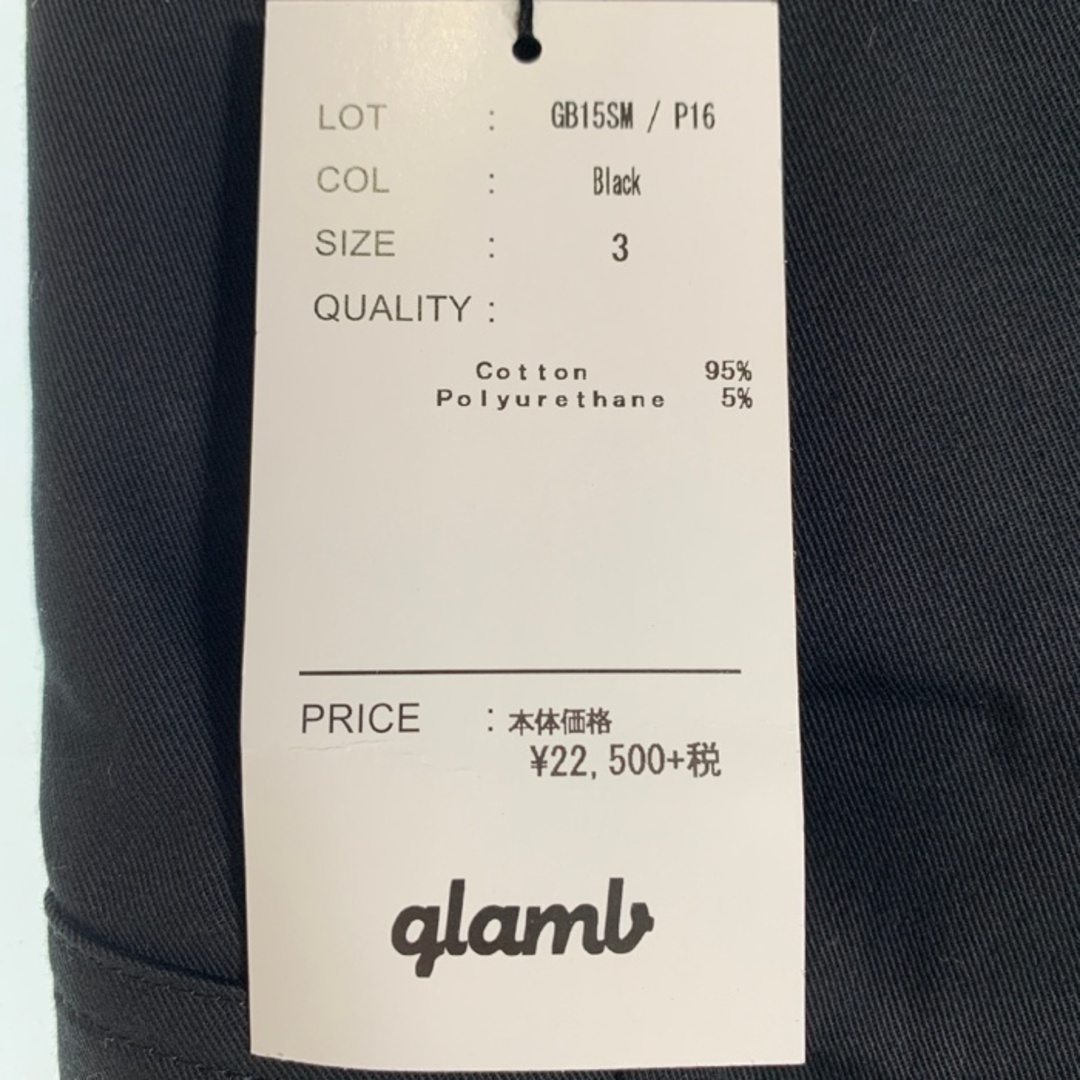 LOT : GB15SM / P16
COL : Black
SIZE : 3
QUALITY :
Cotton 95%
Polyurethane 5%
PRICE : 本体価格
¥22,500+税
glamb